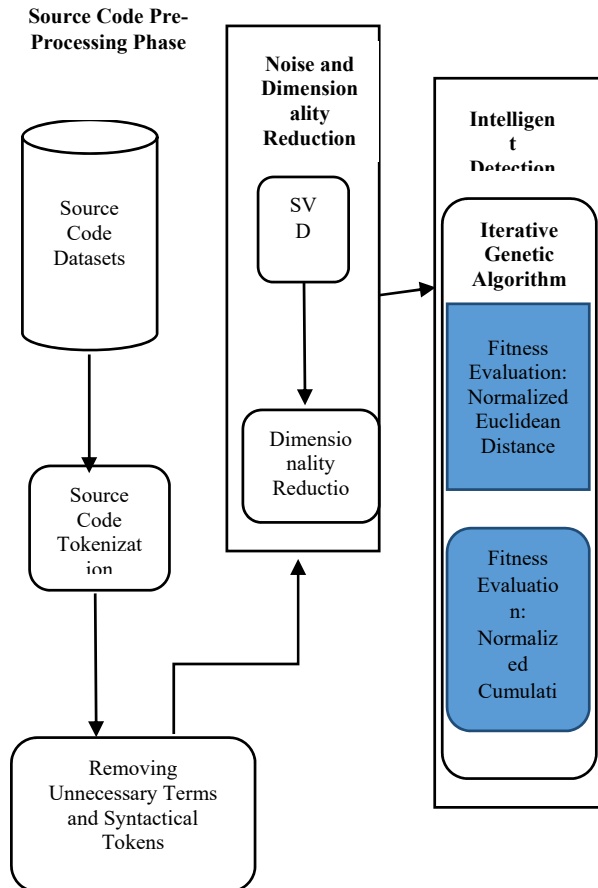 Source Code Pre-
Processing Phase
Source
Code
Datasets
Source
Code
Tokenizat
ion
Removing
Unnecessary Terms
and Syntactical
Tokens
Noise and
Dimension
ality
Reduction
SV
D
Dimensio
nality
Reductio
Intelligen
t
Detection
Iterative
Genetic
Algorithm
Fitness
Evaluation:
Normalized
Euclidean
Distance
Fitness
Evaluatio
n:
Normaliz
ed
Cumulati